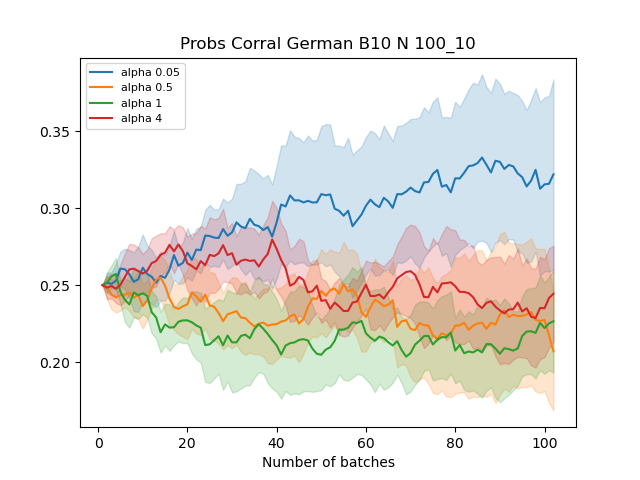 Probs Corral German B10 N 100_10
alpha 0.05
alpha 0.5
alpha 1
alpha 4
0.35
0.30
0.25
0.20
0 20 40 60 80 100
Number of batches